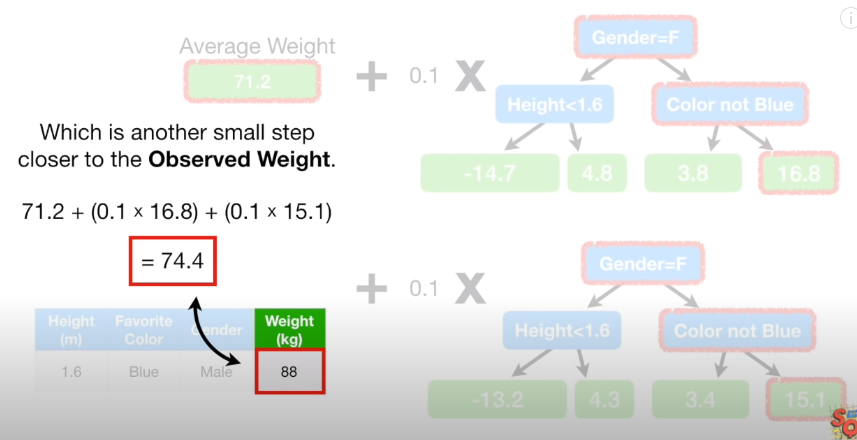 Average Weight
71.2
+ 0.1 X
Gender=F
Height<1.6
Color not Blue
-14.7
4.8
3.8
16.8
Which is another small step
closer to the Observed Weight.
71.2 + (0.1 x 16.8) + (0.1 x 15.1)
= 74.4
+ 0.1 X
Gender=F
Height<1.6
Color not Blue
-13.2
4.3
3.4
15.1
Height
(m)
Favorite
Color
Gender
Weight
(kg)
1.6
Blue
Male
88